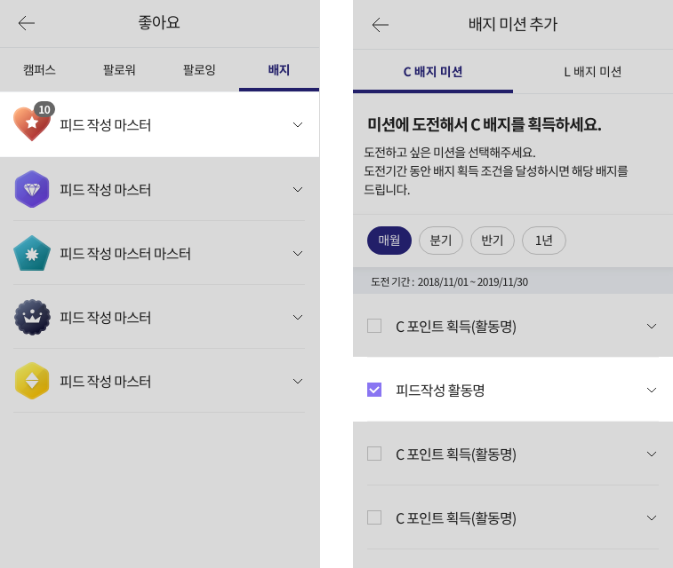 좋아요
캠퍼스 팔로워 팔로잉 배지
10
피드 작성 마스터
피드 작성 마스터
피드 작성 마스터 마스터
피드 작성 마스터
피드 작성 마스터
배지 미션 추가
C 배지 미션 L 배지 미션
미션에 도전해서 C 배지를 획득하세요.
도전하고 싶은 미션을 선택해주세요.
도전기간 동안 배지 획득 조건을 달성하시면 해당 배지를
드립니다.
매월 분기 반기 1년
도전 기간 : 2018/11/01 ~ 2019/11/30
C 포인트 획득(활동명)
피드작성 활동명
C 포인트 획득(활동명)
C 포인트 획득(활동명)